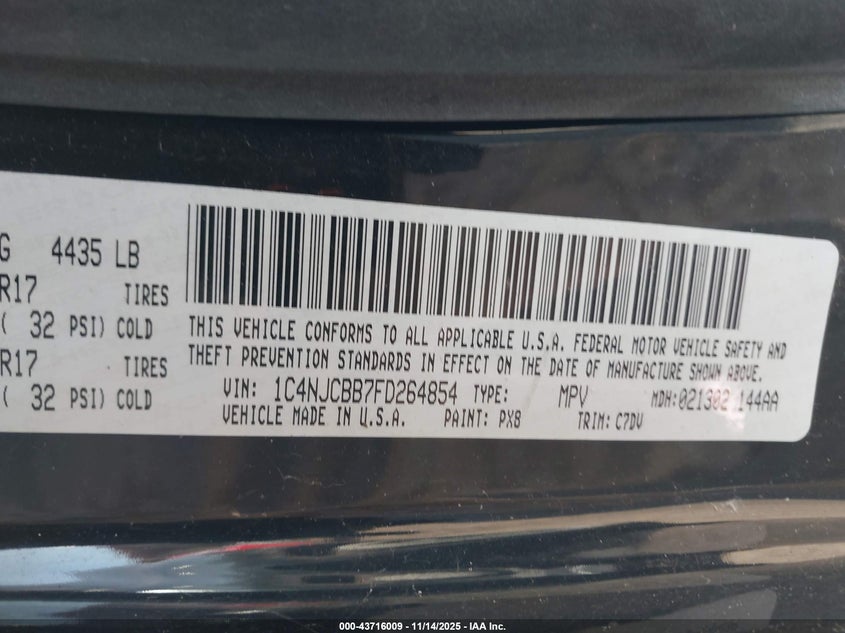 G 4435 LB
R17 TIRES
( 32 PSI) COLD
R17 TIRES
( 32 PSI) COLD
THIS VEHICLE CONFORMS TO ALL APPLICABLE U.S.A. FEDERAL MOTOR VEHICLE SAFETY AND
THEFT PREVENTION STANDARDS IN EFFECT ON THE DATE OF MANUFACTURE SHOWN ABOVE.
VIN: 1C4NJCBB7FD264854 TYPE: MPV MDH:021302 144AA
VEHICLE MADE IN U.S.A. PAINT: PX8 TRIM: C7DV
000-43716009 - 11/14/2025 - IAA Inc.